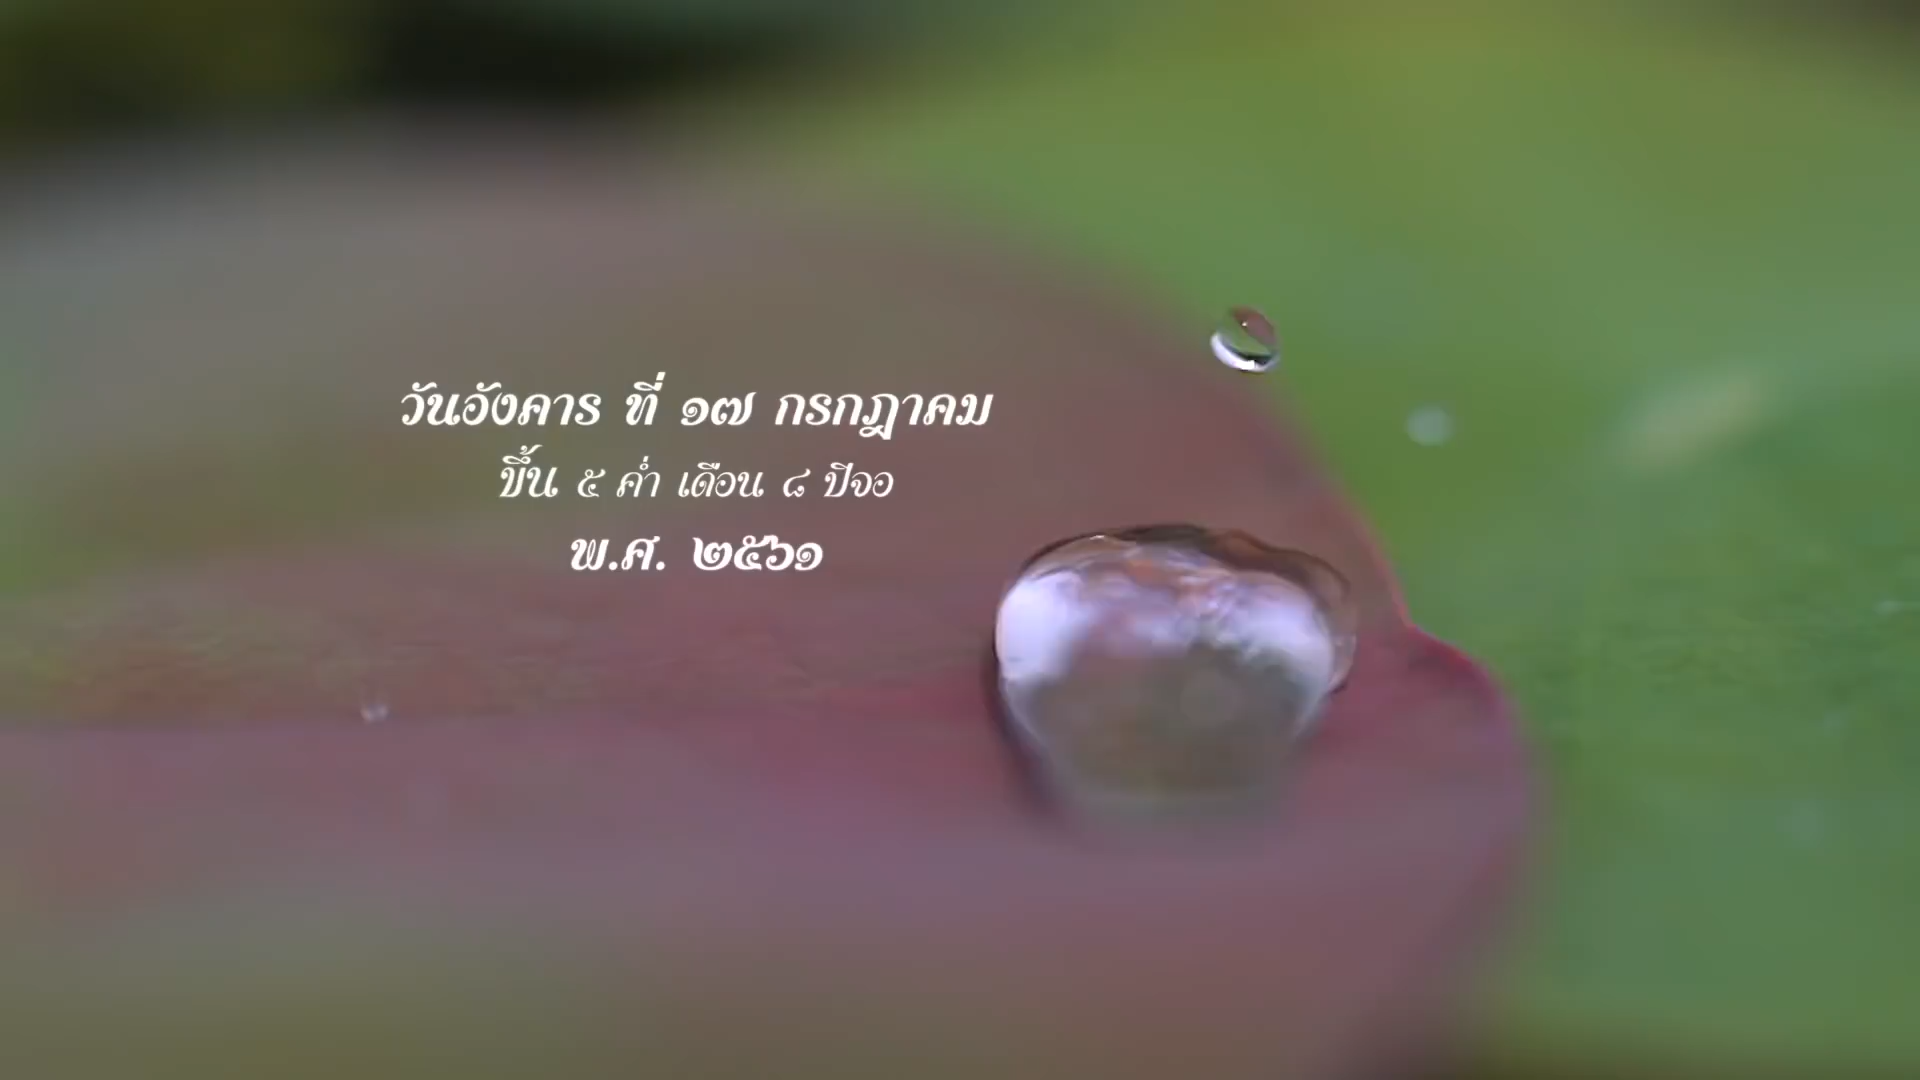 วันอังคาร ที่ ๑๗ กรกฎาคม
ขึ้น ๕ ค่ำ เดือน ๘ ปีจอ
พ.ศ. ๒๕๖๑